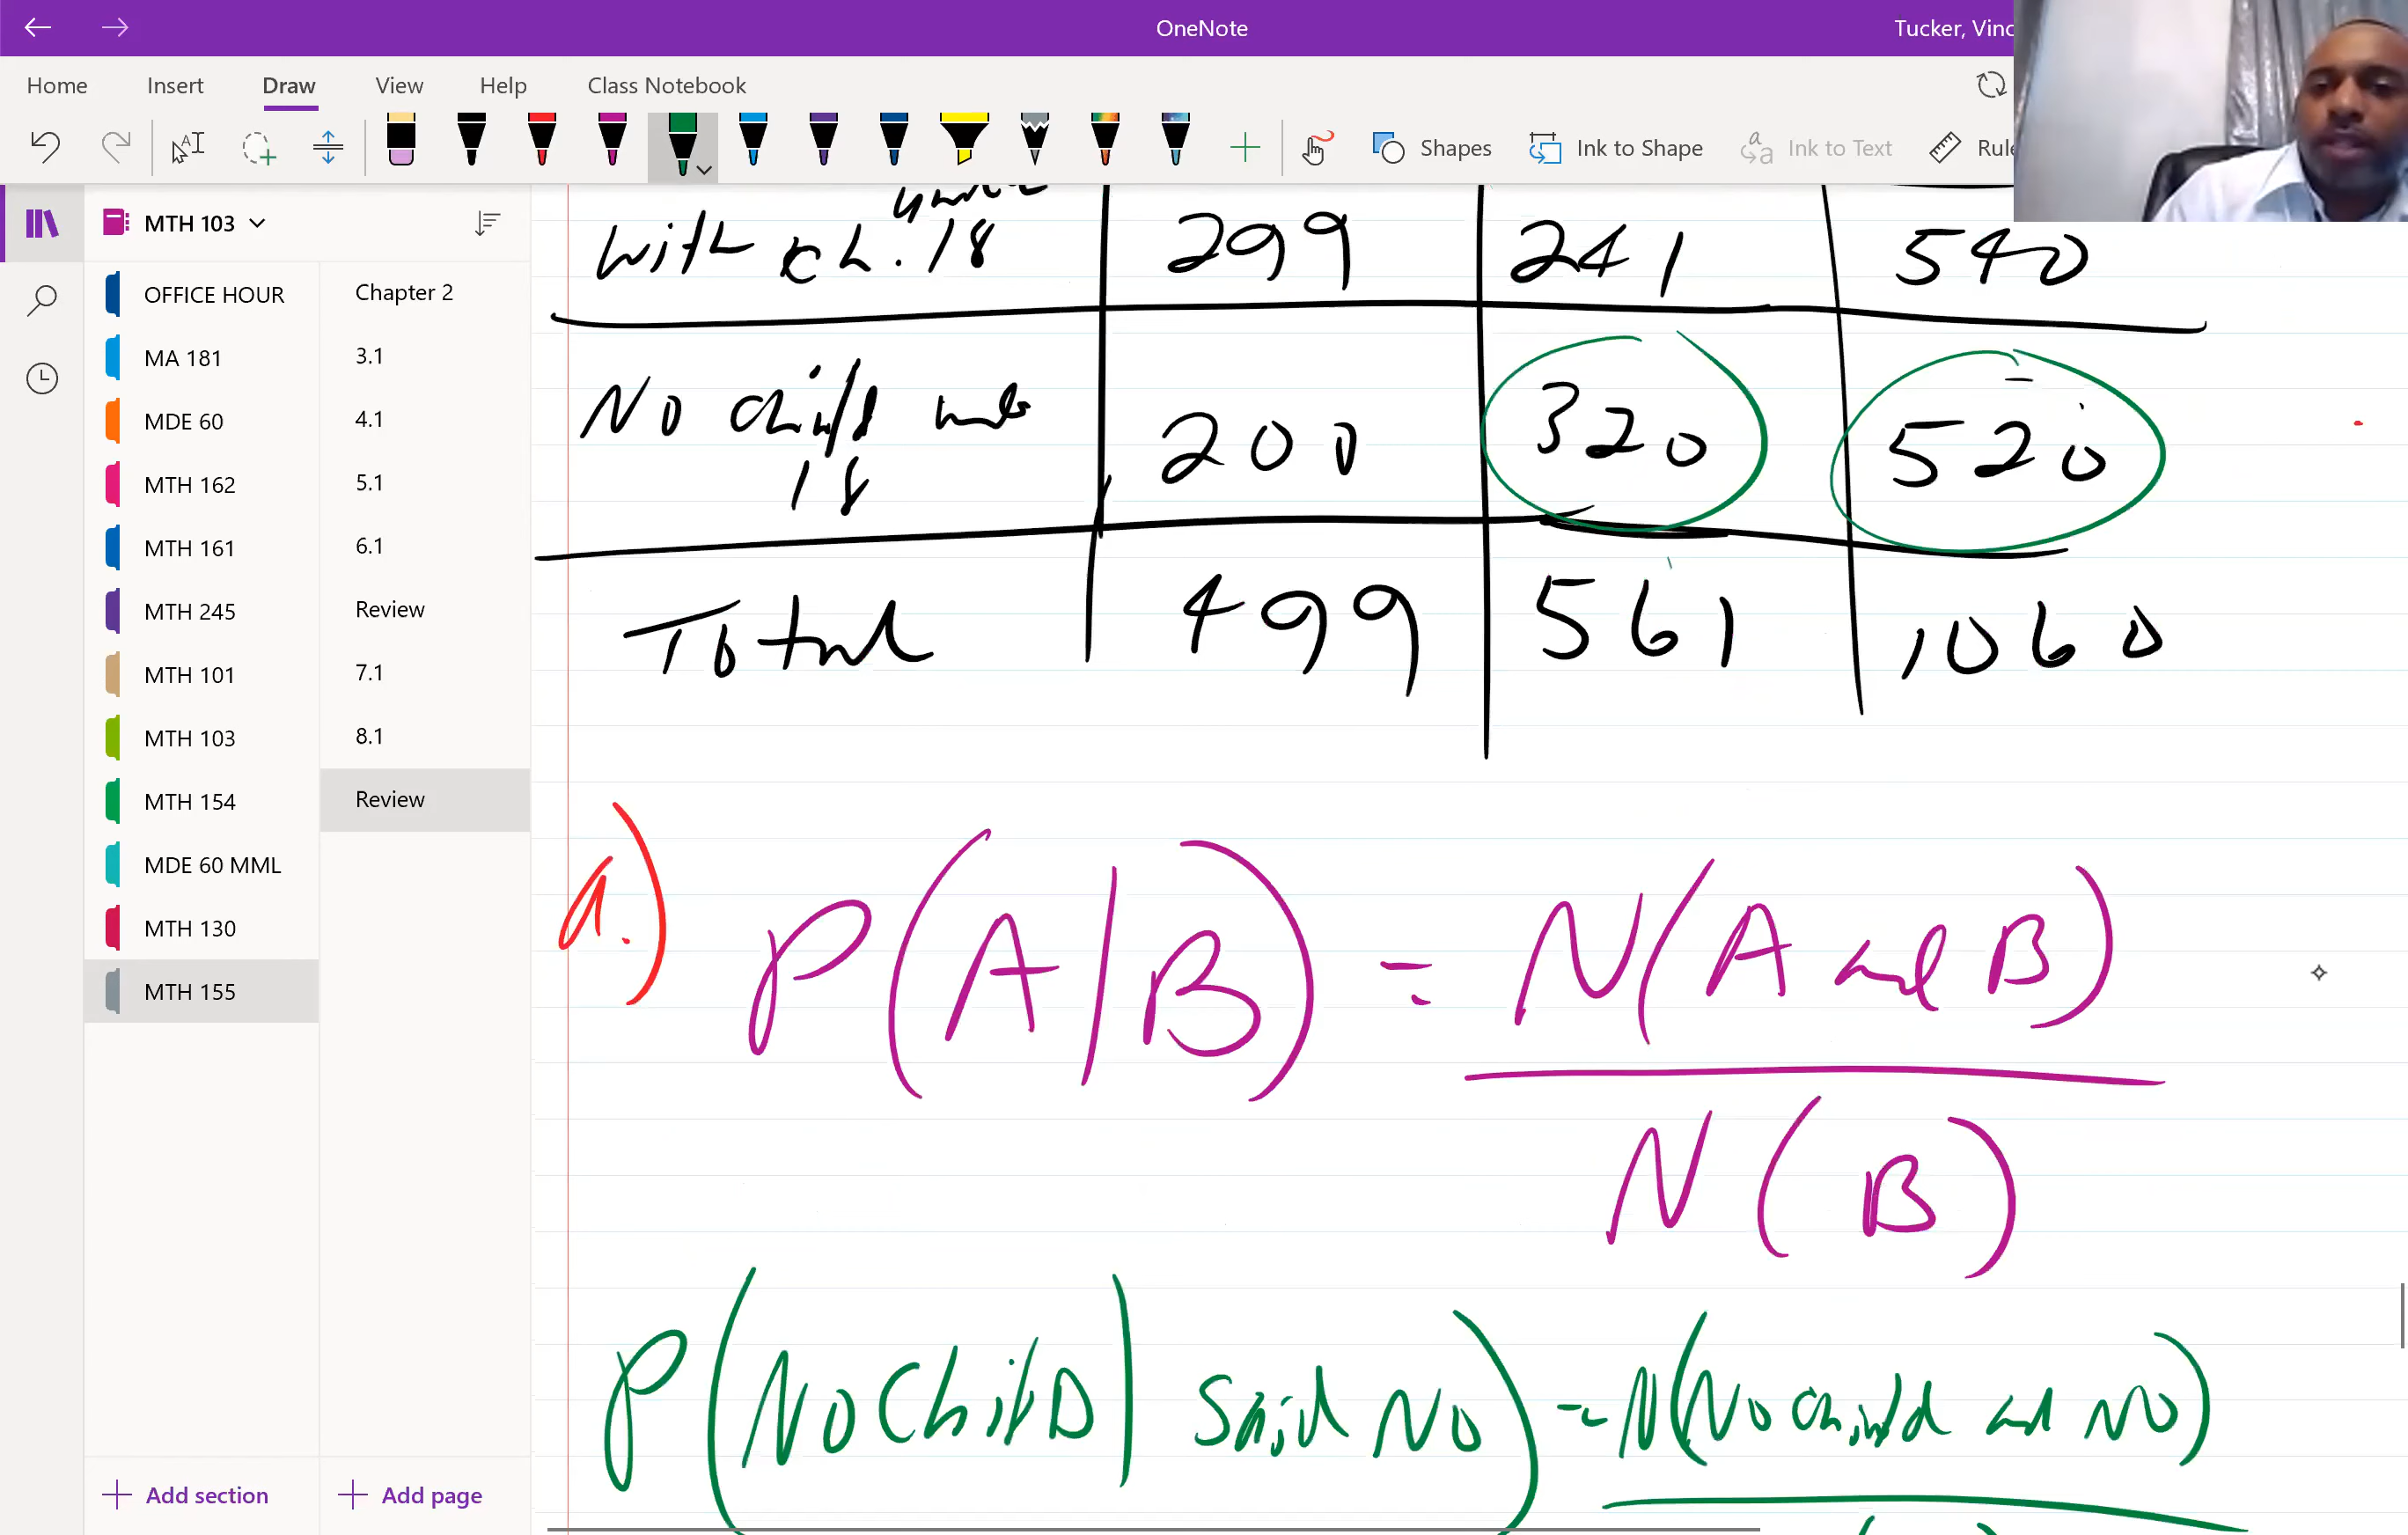 OneNote
Tucker, Vinc
Home Insert Draw View Help Class Notebook
Shapes Ink to Shape Ink to Text Rule
MTH 103
OFFICE HOUR
MA 181
MDE 60
MTH 162
MTH 161
MTH 245
MTH 101
MTH 103
MTH 154
MDE 60 MML
MTH 130
MTH 155
Add section
Chapter 2
3.1
4.1
5.1
6.1
Review
7.1
8.1
Review
Add page
With ch. 18 299 241 540
No child 200 320 520
18
Total 499 561 1060
a.) P(A|B) = N(A and B)
N(B)
P(No Child| Said No) = N(No child and NO)